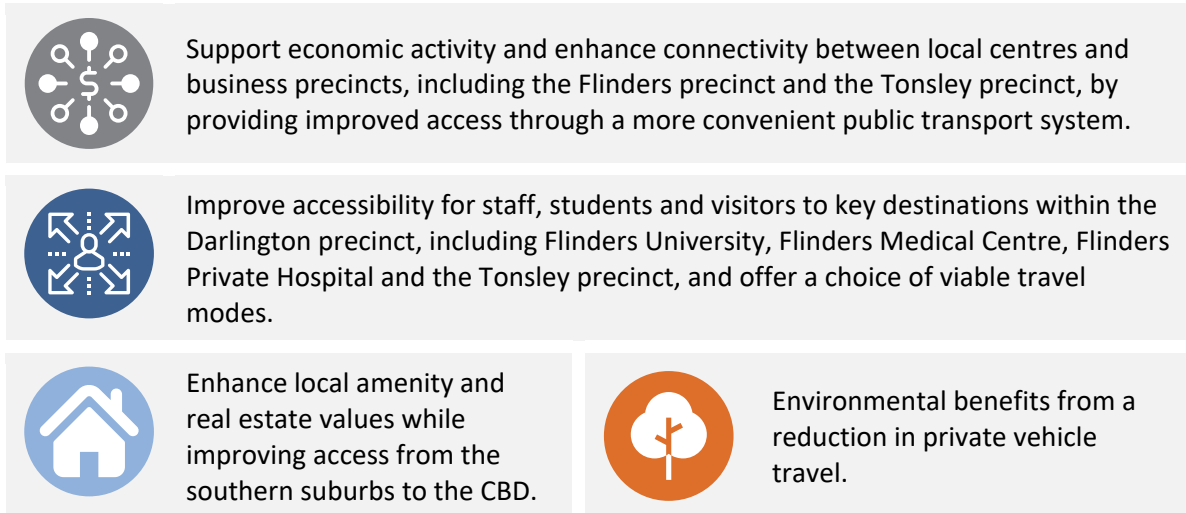 Support economic activity and enhance connectivity between local centres and
business precincts, including the Flinders precinct and the Tonsley precinct, by
providing improved access through a more convenient public transport system.
Improve accessibility for staff, students and visitors to key destinations within the
Darlington precinct, including Flinders University, Flinders Medical Centre, Flinders
Private Hospital and the Tonsley precinct, and offer a choice of viable travel
modes.
Enhance local amenity and
real estate values while
improving access from the
southern suburbs to the CBD.
Environmental benefits from a
reduction in private vehicle
travel.